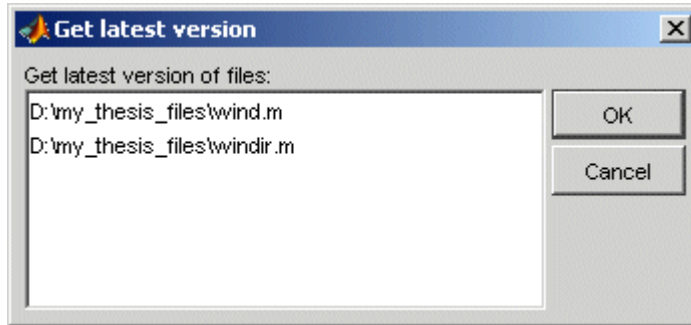 Get latest version
Get latest version of files:
D:\my_thesis_files\wind.m
D:\my_thesis_files\windir.m
OK
Cancel